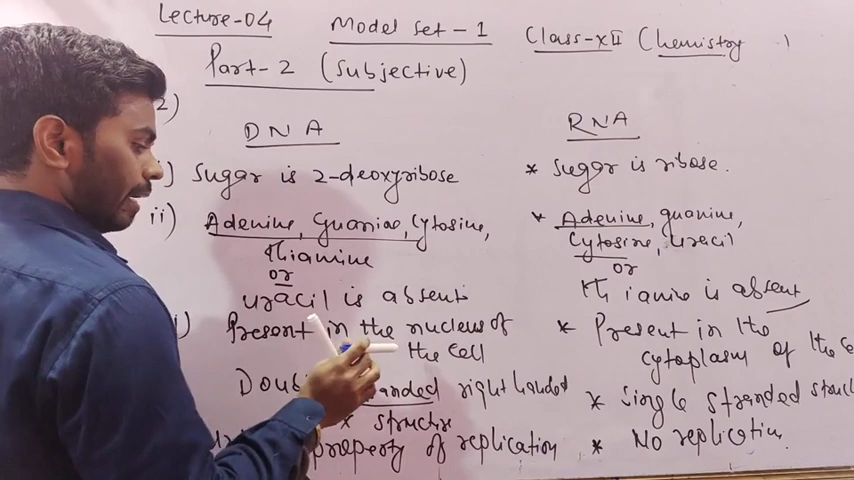 Lecture-04 Model Set-1 Class-XII (Chemistry)
Part-2 (Subjective)
2)
DNA RNA
i) Sugar is 2-deoxyribose * Sugar is ribose.
ii) Adenine, Guanine, Cytosine, * Adenine, guanine,
Thiamine Cytosine, uracil
or or
uracil is absent Thiamine is absent
Present in the nucleus of * Present in the
the cell cytoplasm of the
right handed * Single stranded
structure
property of replication * No replication.